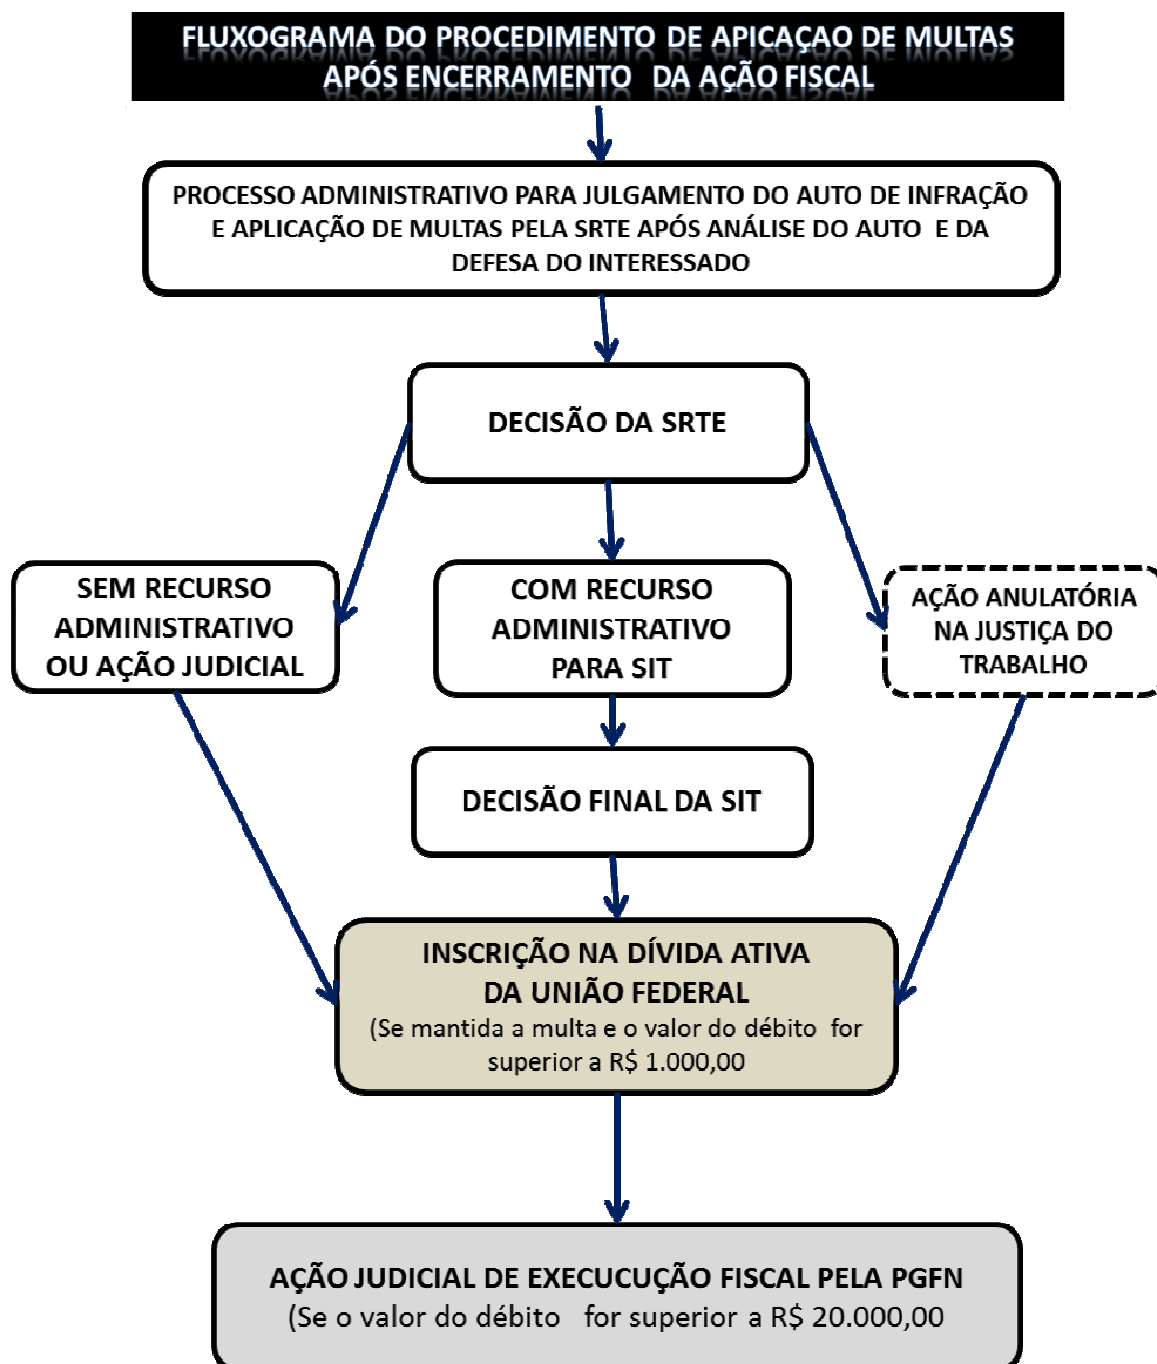 FLUXOGRAMA DO PROCEDIMENTO DE APICAÇAO DE MULTAS
APÓS ENCERRAMENTO DA AÇÃO FISCAL
PROCESSO ADMINISTRATIVO PARA JULGAMENTO DO AUTO DE INFRAÇÃO
E APLICAÇÃO DE MULTAS PELA SRTE APÓS ANÁLISE DO AUTO E DA
DEFESA DO INTERESSADO
DECISÃO DA SRTE
SEM RECURSO
ADMINISTRATIVO
OU AÇÃO JUDICIAL
COM RECURSO
ADMINISTRATIVO
PARA SIT
AÇÃO ANULATÓRIA
NA JUSTIÇA DO
TRABALHO
DECISÃO FINAL DA SIT
INSCRIÇÃO NA DÍVIDA ATIVA
DA UNIÃO FEDERAL
(Se mantida a multa e o valor do débito for
superior a R$ 1.000,00
AÇÃO JUDICIAL DE EXECUCUÇÃO FISCAL PELA PGFN
(Se o valor do débito for superior a R$ 20.000,00